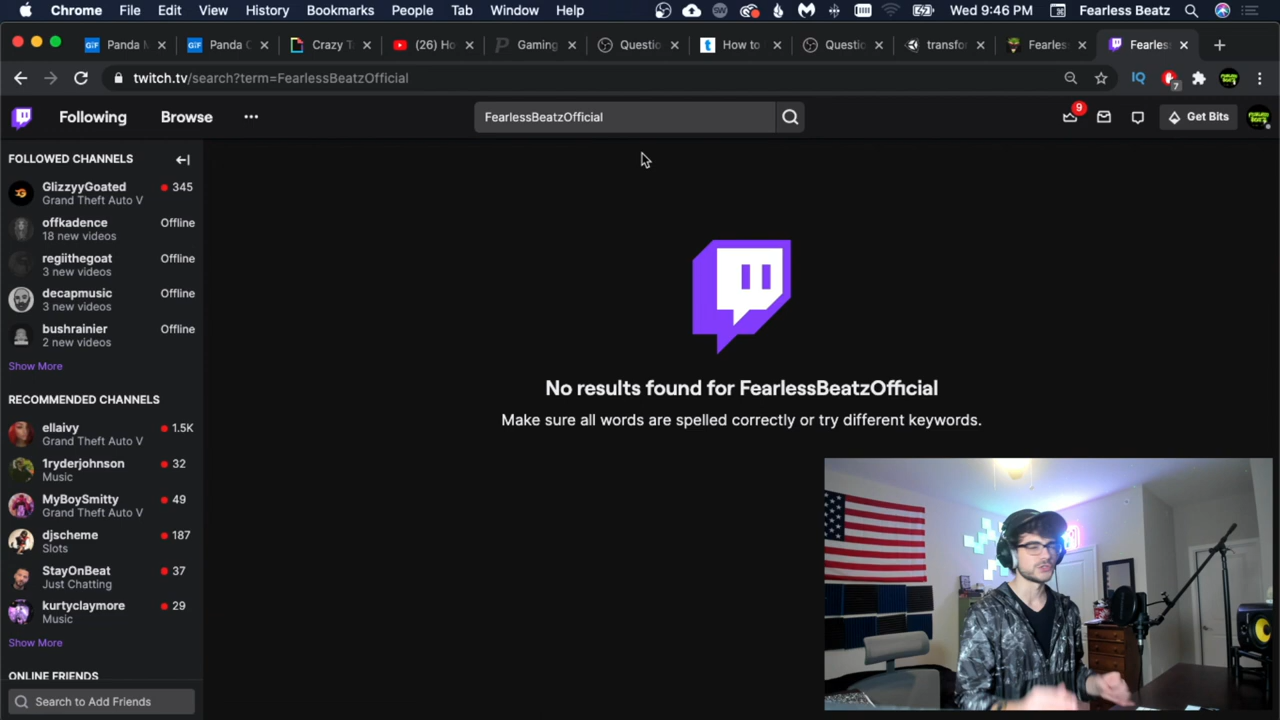 Chrome File Edit View History Bookmarks People Tab Window Help Wed 9:46 PM Fearless Beatz
Panda Panda C Crazy T (26) Ho Gaming Questio How to Questio transfor Fearles Fearles
twitch.tv/search?term=FearlessBeatzOfficial IQ 7
Following Browse FearlessBeatzOfficial 9 Get Bits
FOLLOWED CHANNELS
GlizzyyGoated 345
Grand Theft Auto V
offkadence Offline
18 new videos
regiithegoat Offline
3 new videos
decapmusic Offline
3 new videos
bushrainier Offline
2 new videos
Show More
RECOMMENDED CHANNELS
ellaivy 1.5K
Grand Theft Auto V
1ryderjohnson 32
Music
MyBoySmitty 49
Grand Theft Auto V
djscheme 187
Slots
StayOnBeat 37
Just Chatting
kurtyclaymore 29
Music
Show More
ONLINE FRIENDS
Search to Add Friends
No results found for FearlessBeatzOfficial
Make sure all words are spelled correctly or try different keywords.